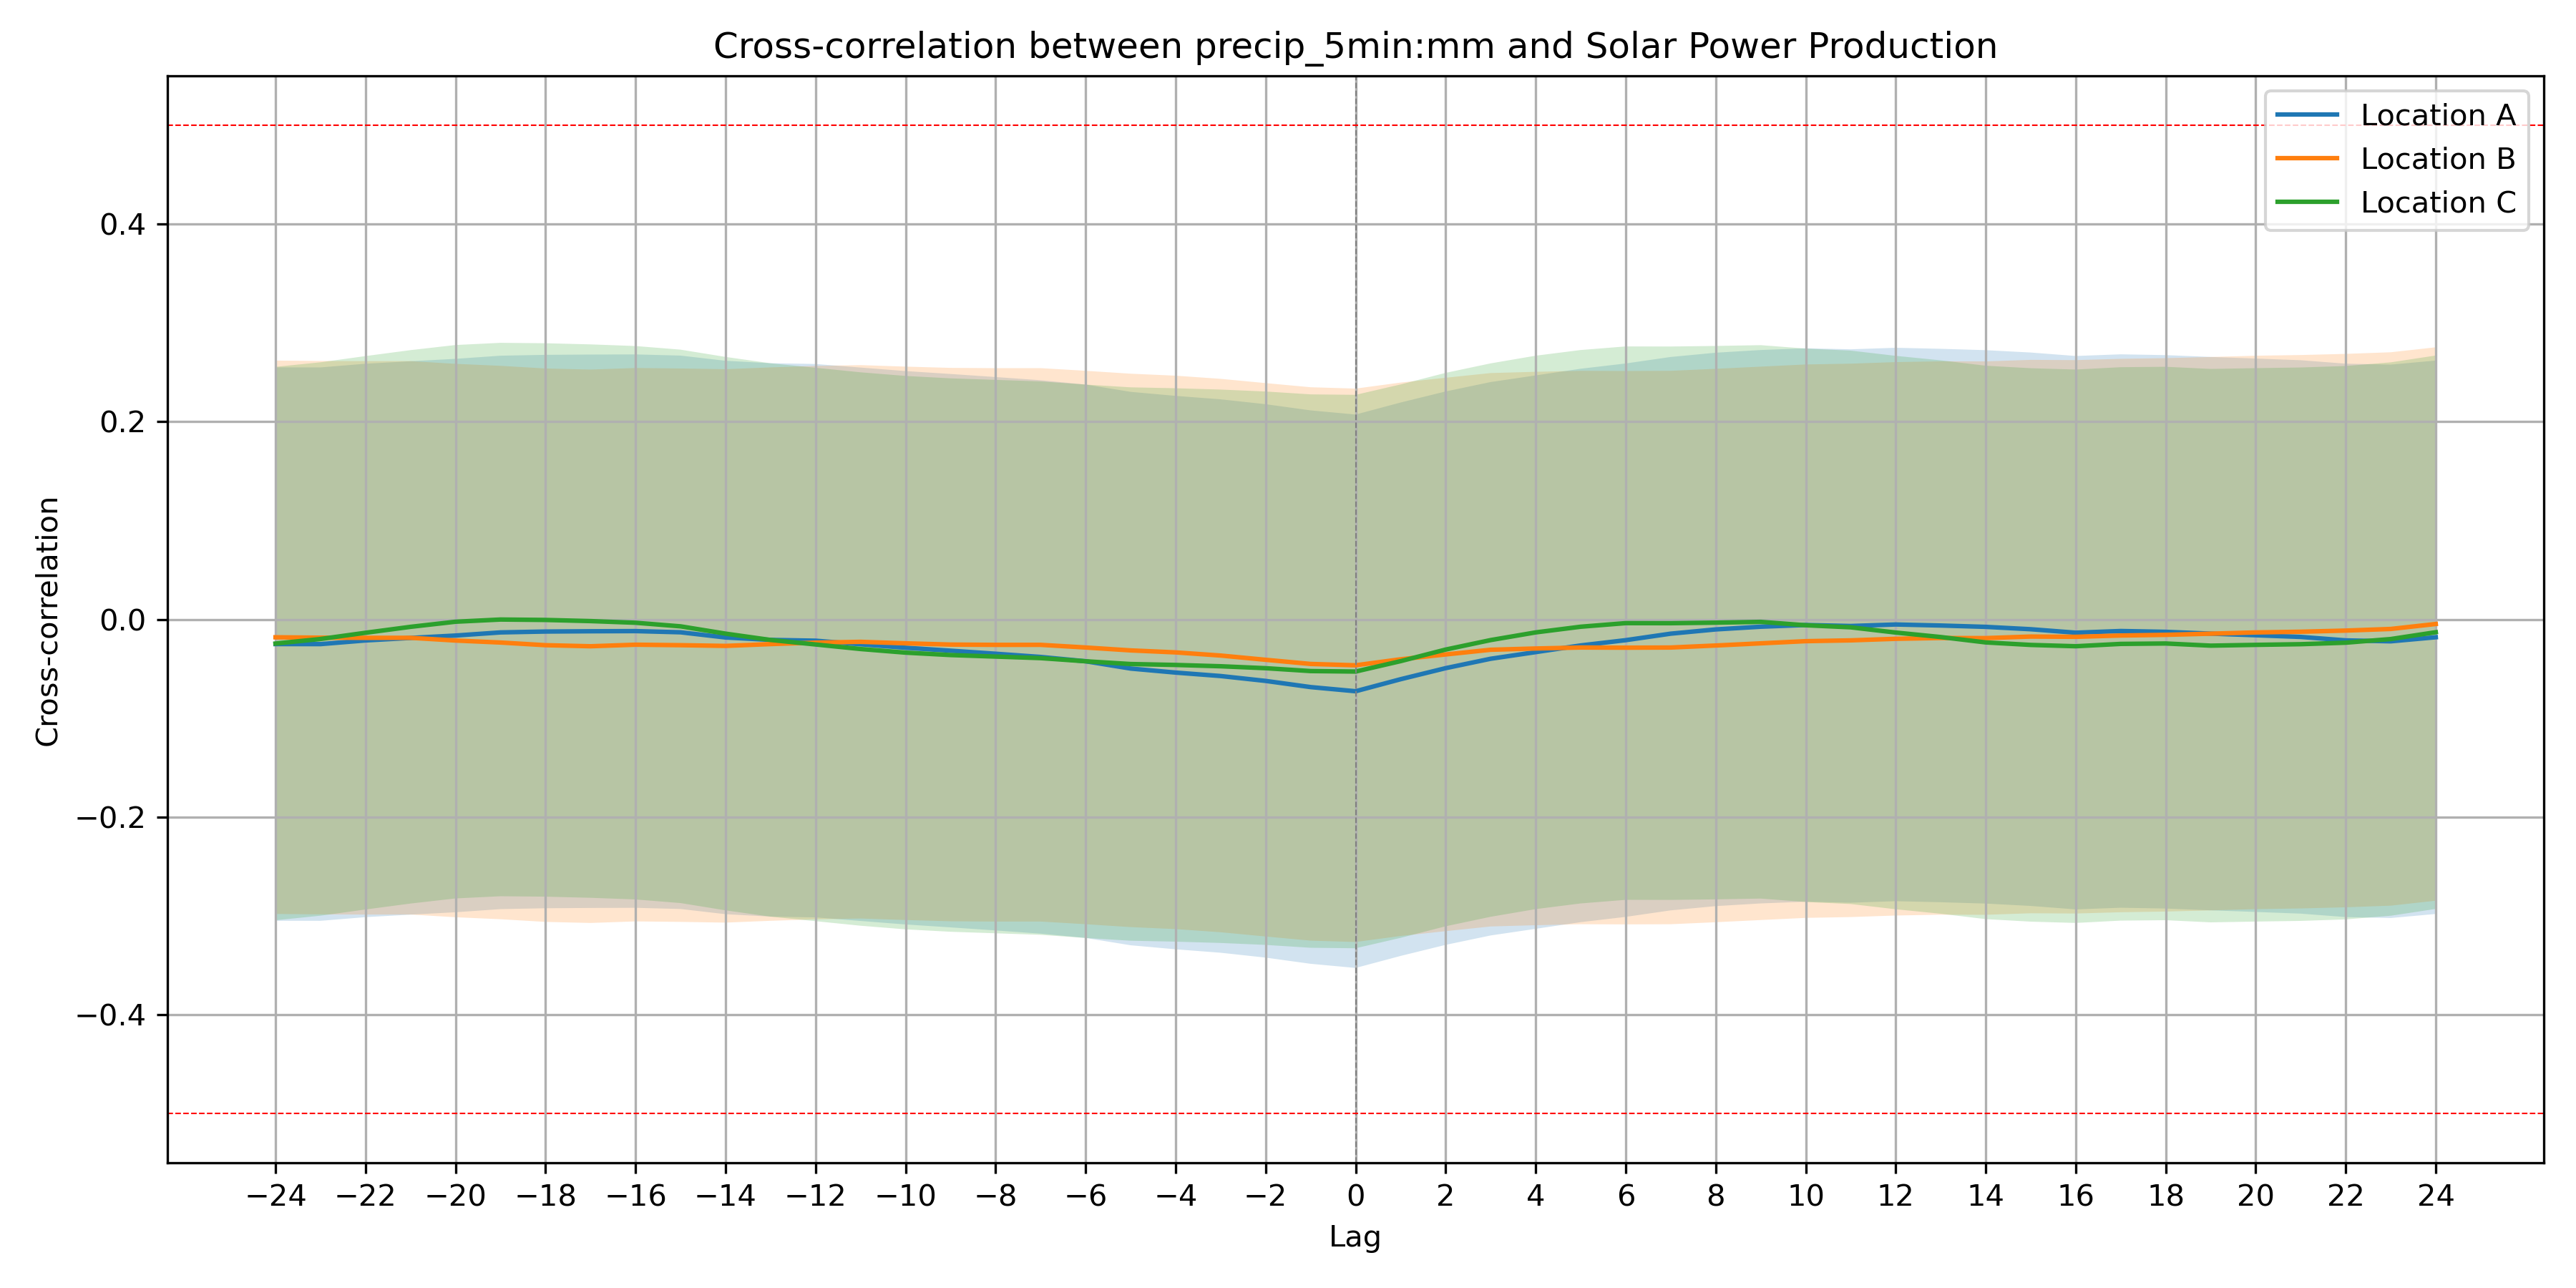 Cross-correlation between precip_5min:mm and Solar Power Production
Location A
Location B
Location C
0.4
0.2
0.0
−0.2
−0.4
Cross-correlation
−24 −22 −20 −18 −16 −14 −12 −10 −8 −6 −4 −2 0 2 4 6 8 10 12 14 16 18 20 22 24
Lag